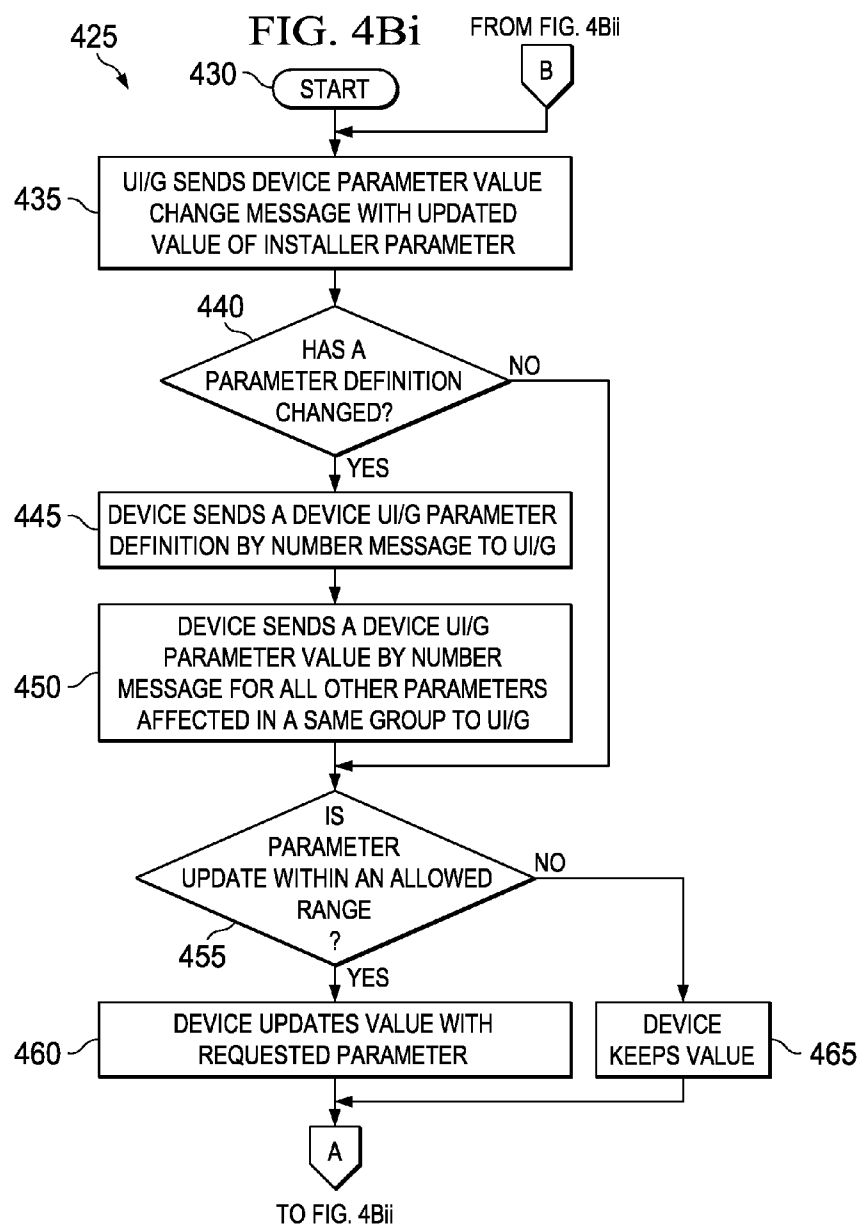 425
FIG. 4Bi
FROM FIG. 4Bii
B
430
START
435
UI/G SENDS DEVICE PARAMETER VALUE
CHANGE MESSAGE WITH UPDATED
VALUE OF INSTALLER PARAMETER
440
HAS A
PARAMETER DEFINITION
CHANGED?
NO
YES
445
DEVICE SENDS A DEVICE UI/G PARAMETER
DEFINITION BY NUMBER MESSAGE TO UI/G
450
DEVICE SENDS A DEVICE UI/G
PARAMETER VALUE BY NUMBER
MESSAGE FOR ALL OTHER PARAMETERS
AFFECTED IN A SAME GROUP TO UI/G
IS
PARAMETER
UPDATE WITHIN AN ALLOWED
RANGE
?
NO
455
YES
460
DEVICE UPDATES VALUE WITH
REQUESTED PARAMETER
DEVICE
KEEPS VALUE
465
A
TO FIG. 4Bii